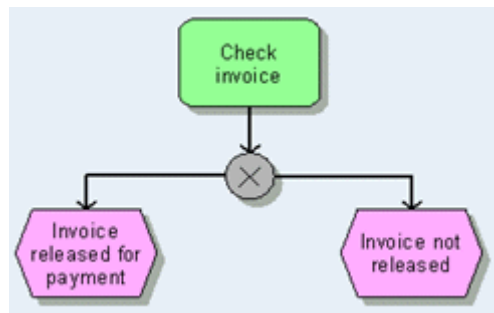 Check
invoice
Invoice
released for
payment
Invoice not
released